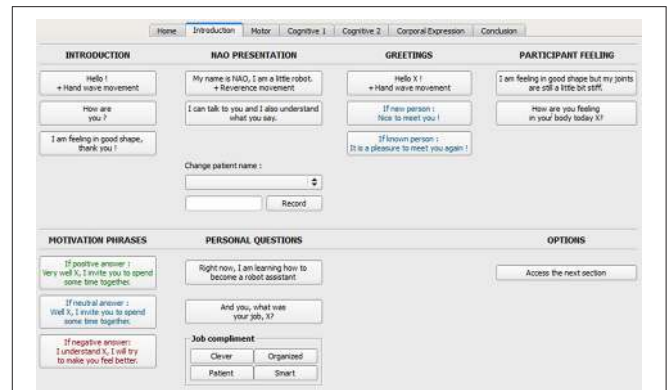 Home Introduction Motor Cognitive 1 Cognitive 2 Corporal Expression Conclusion
INTRODUCTION
Hello !
+ Hand wave movement
How are
you ?
I am feeling in good shape,
thank you !
NAO PRESENTATION
My name is NAO, I am a little robot.
+ Reverence movement
I can talk to you and I also understand
what you say.
Change patient name :
Record
GREETINGS
Hello X !
+ Hand wave movement
If new person :
Nice to meet you !
If known person :
It is a pleasure to meet you again !
PARTICIPANT FEELING
I am feeling in good shape but my joints
are still a little bit stiff.
How are you feeling
in your body today X?
MOTIVATION PHRASES
If positive answer :
Very well X, I invite you to spend
some time together.
If neutral answer :
Well X, I invite you to spend
some time together.
If negative answer:
I understand X, I will try
to make you feel better.
PERSONAL QUESTIONS
Right now, I am learning how to
become a robot assistant
And you, what was
your job, X?
Job compliment
Clever Organized
Patient Smart
OPTIONS
Access the next section